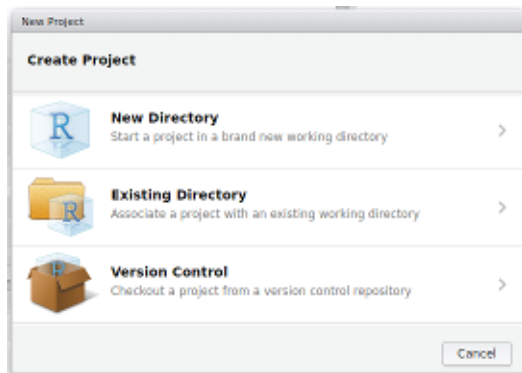 New Project
Create Project
New Directory
Start a project in a brand new working directory
Existing Directory
Associate a project with an existing working directory
Version Control
Checkout a project from a version control repository
Cancel